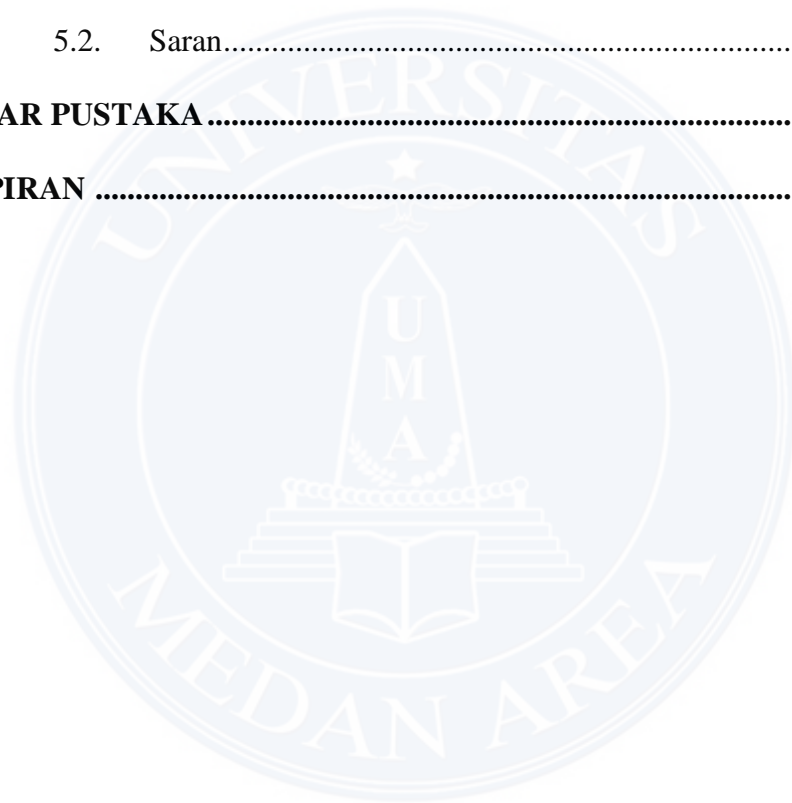 5.2. Saran......................................................................
AR PUSTAKA..........................................................................
PIRAN ......................................................................................
UNIVERSITAS
U
M
A
MEDAN AREA